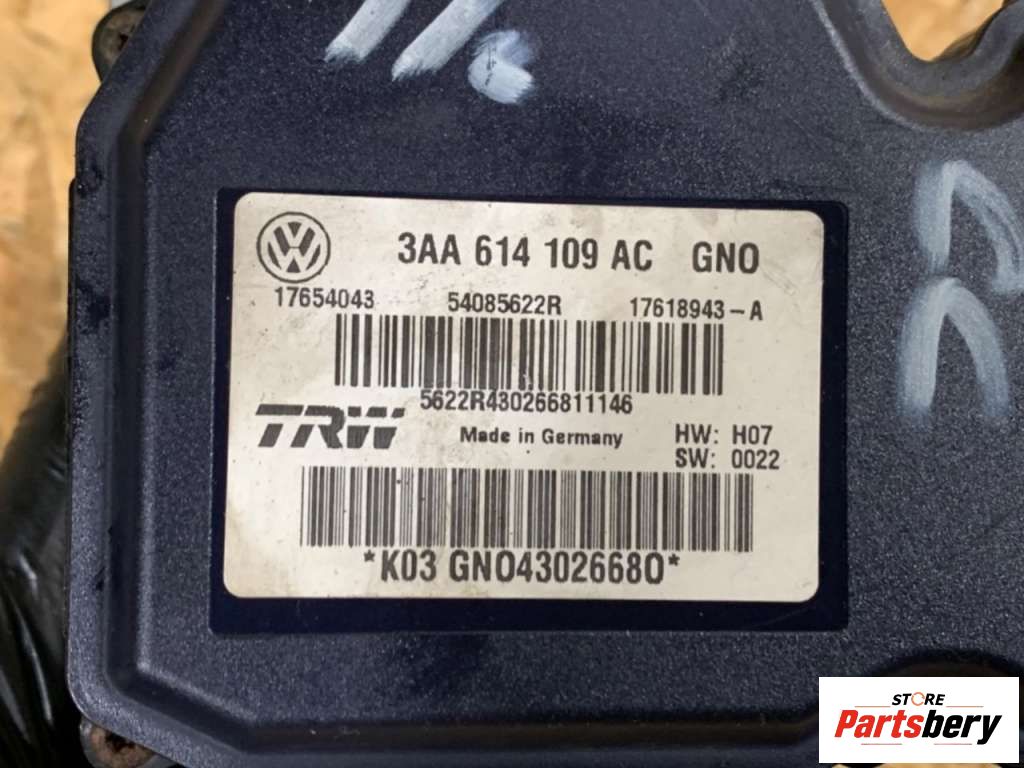 3AA 614 109 AC GNO
17654043 54085622R 17618943-A
5622R430266811146
TRW Made in Germany HW: H07
SW: 0022
*K03 GNO43026680*
STORE
Partsbery